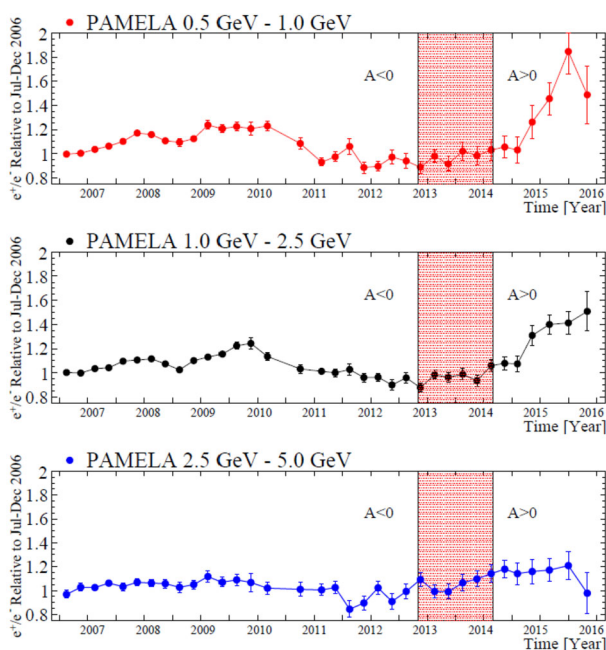 PAMELA 0.5 GeV - 1.0 GeV
e⁺/e⁻ Relative to Jul-Dec 2006
2
1.8
1.6
1.4
1.2
1
0.8
A<0
A>0
2007 2008 2009 2010 2011 2012 2013 2014 2015 2016
Time [Year]
PAMELA 1.0 GeV - 2.5 GeV
e⁺/e⁻ Relative to Jul-Dec 2006
2
1.8
1.6
1.4
1.2
1
0.8
A<0
A>0
2007 2008 2009 2010 2011 2012 2013 2014 2015 2016
Time [Year]
PAMELA 2.5 GeV - 5.0 GeV
e⁺/e⁻ Relative to Jul-Dec 2006
2
1.8
1.6
1.4
1.2
1
0.8
A<0
A>0
2007 2008 2009 2010 2011 2012 2013 2014 2015 2016
Time [Year]